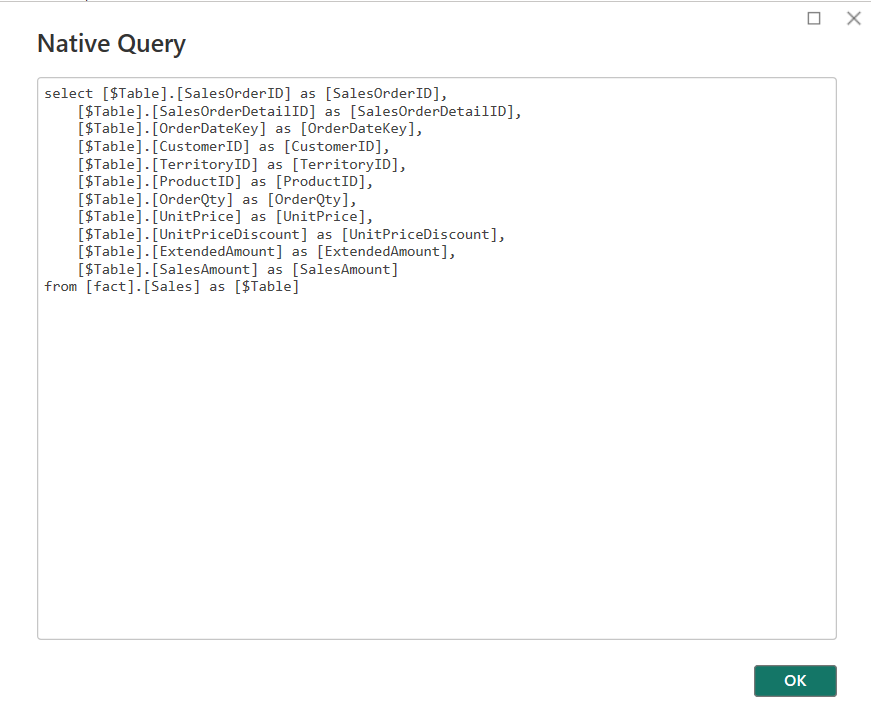 Native Query
select [$Table].[SalesOrderID] as [SalesOrderID],
    [$Table].[SalesOrderDetailID] as [SalesOrderDetailID],
    [$Table].[OrderDateKey] as [OrderDateKey],
    [$Table].[CustomerID] as [CustomerID],
    [$Table].[TerritoryID] as [TerritoryID],
    [$Table].[ProductID] as [ProductID],
    [$Table].[OrderQty] as [OrderQty],
    [$Table].[UnitPrice] as [UnitPrice],
    [$Table].[UnitPriceDiscount] as [UnitPriceDiscount],
    [$Table].[ExtendedAmount] as [ExtendedAmount],
    [$Table].[SalesAmount] as [SalesAmount]
from [fact].[Sales] as [$Table]
OK